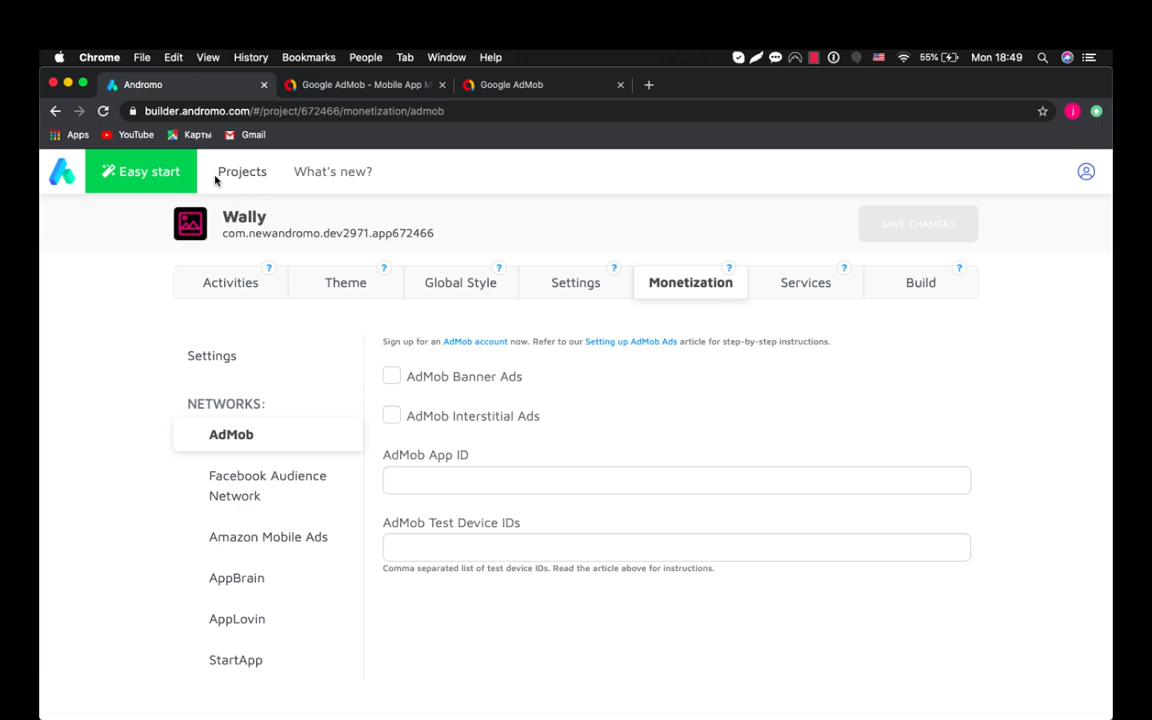 Chrome File Edit View History Bookmarks People Tab Window Help 55% Mon 18:49
Andromo Google AdMob - Mobile App M Google AdMob
builder.andromo.com/#/project/672466/monetization/admob
Apps YouTube Карты Gmail
Easy start Projects What's new?
Wally
com.newandromo.dev2971.app672466
SAVE CHANGES
Activities ? Theme ? Global Style ? Settings ? Monetization ? Services ? Build ?
Sign up for an AdMob account now. Refer to our Setting up AdMob Ads article for step-by-step instructions.
Settings
AdMob Banner Ads
NETWORKS:
AdMob Interstitial Ads
AdMob
AdMob App ID
Facebook Audience
Network
AdMob Test Device IDs
Amazon Mobile Ads
Comma separated list of test device IDs. Read the article above for instructions.
AppBrain
AppLovin
StartApp